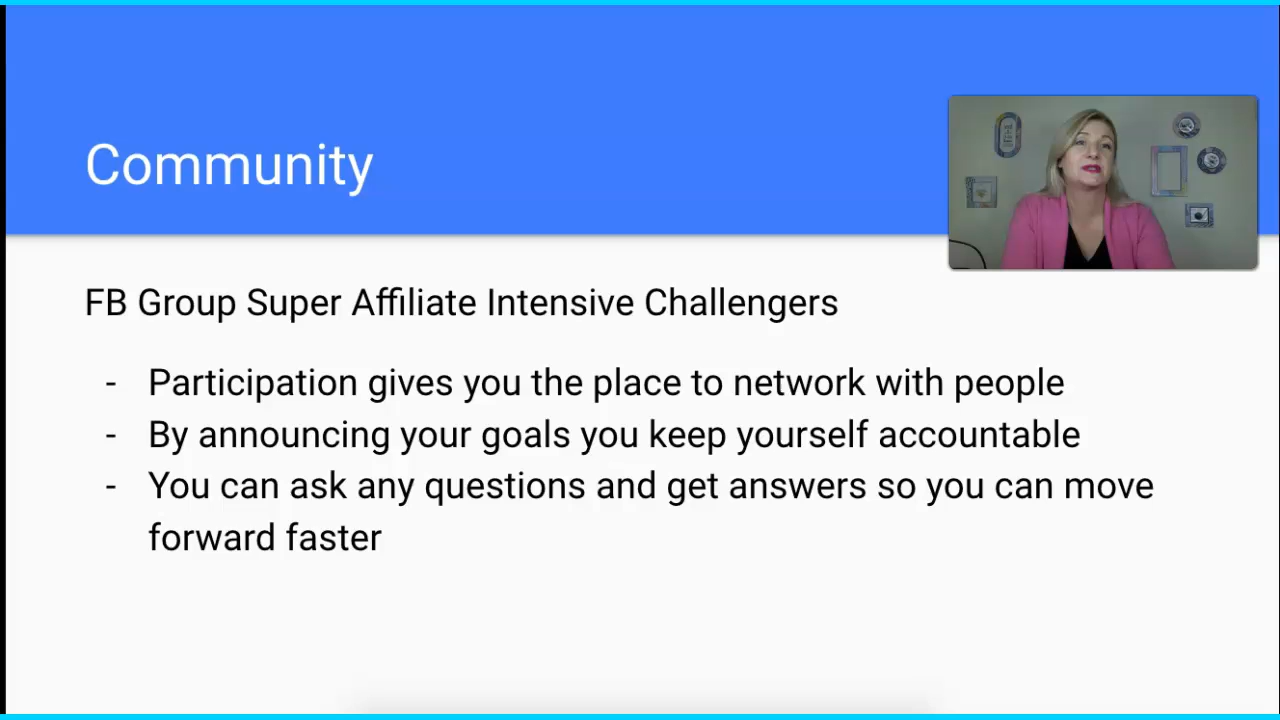 Community
FB Group Super Affiliate Intensive Challengers
- Participation gives you the place to network with people
- By announcing your goals you keep yourself accountable
- You can ask any questions and get answers so you can move
forward faster